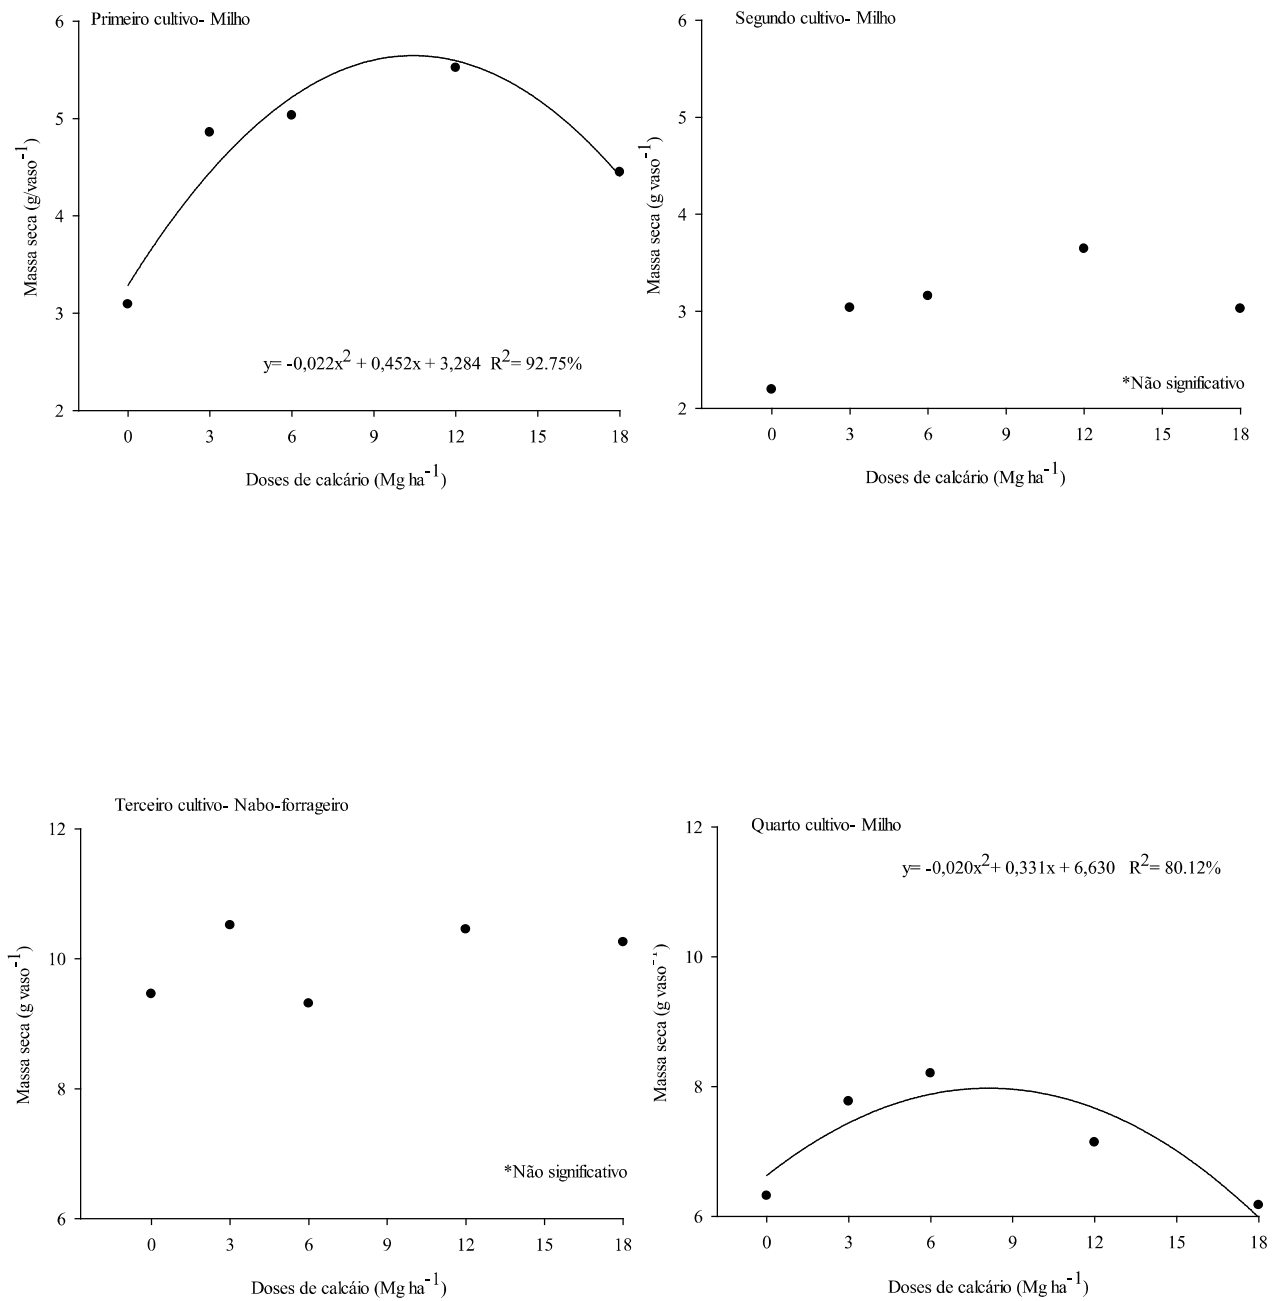 Primeiro cultivo- Milho
6
5
4
3
2
Massa seca (g/vaso⁻¹)
y= -0,022x² + 0,452x + 3,284 R²= 92.75%
0 3 6 9 12 15 18
Doses de calcário (Mg ha⁻¹)
Segundo cultivo- Milho
6
5
4
3
2
Massa seca (g vaso⁻¹)
*Não significativo
0 3 6 9 12 15 18
Doses de calcário (Mg ha⁻¹)
Terceiro cultivo- Nabo-forrageiro
12
10
8
6
Massa seca (g vaso⁻¹)
*Não significativo
0 3 6 9 12 15 18
Doses de calcáio (Mg ha⁻¹)
Quarto cultivo- Milho
y= -0,020x²+ 0,331x + 6,630 R²= 80.12%
12
10
8
6
Massa seca (g vaso⁻¹)
0 3 6 9 12 15 18
Doses de calcário (Mg ha⁻¹)